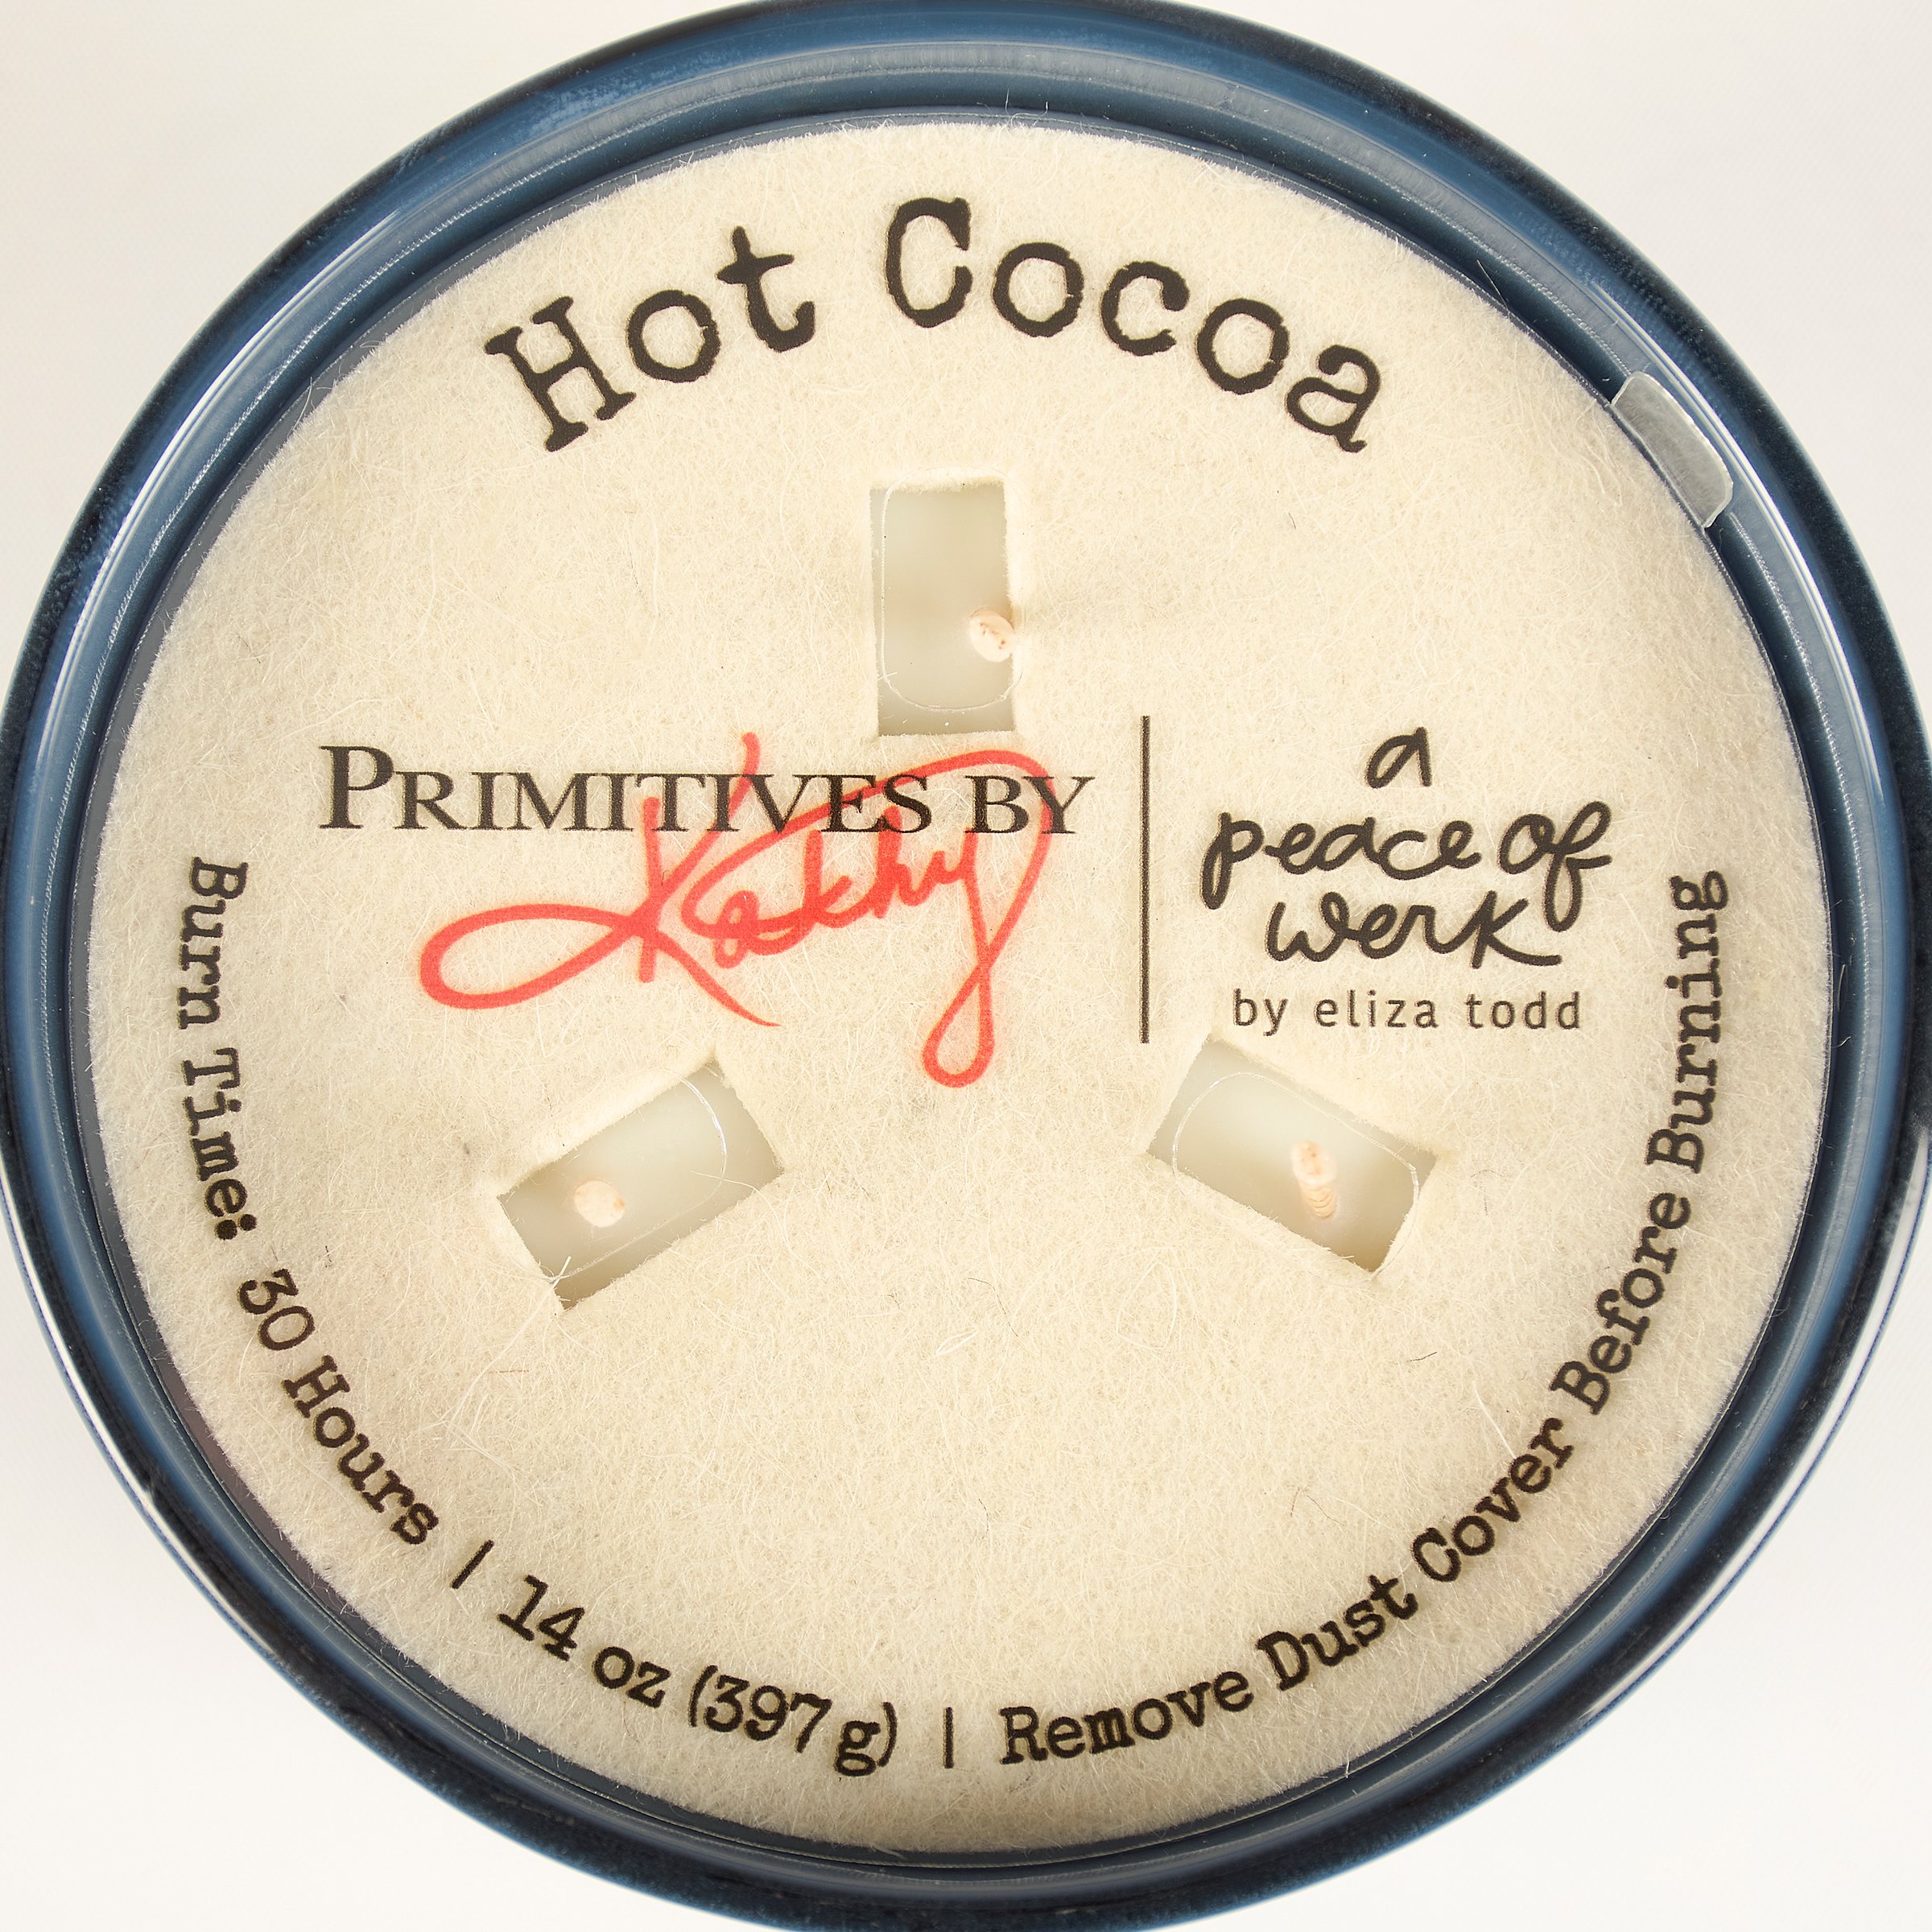 Hot Cocoa
PRIMITIVES BY
Kathy
a
peace of
werk
by eliza todd
Burn Time: 30 Hours | 14 oz (397 g) | Remove Dust Cover Before Burning